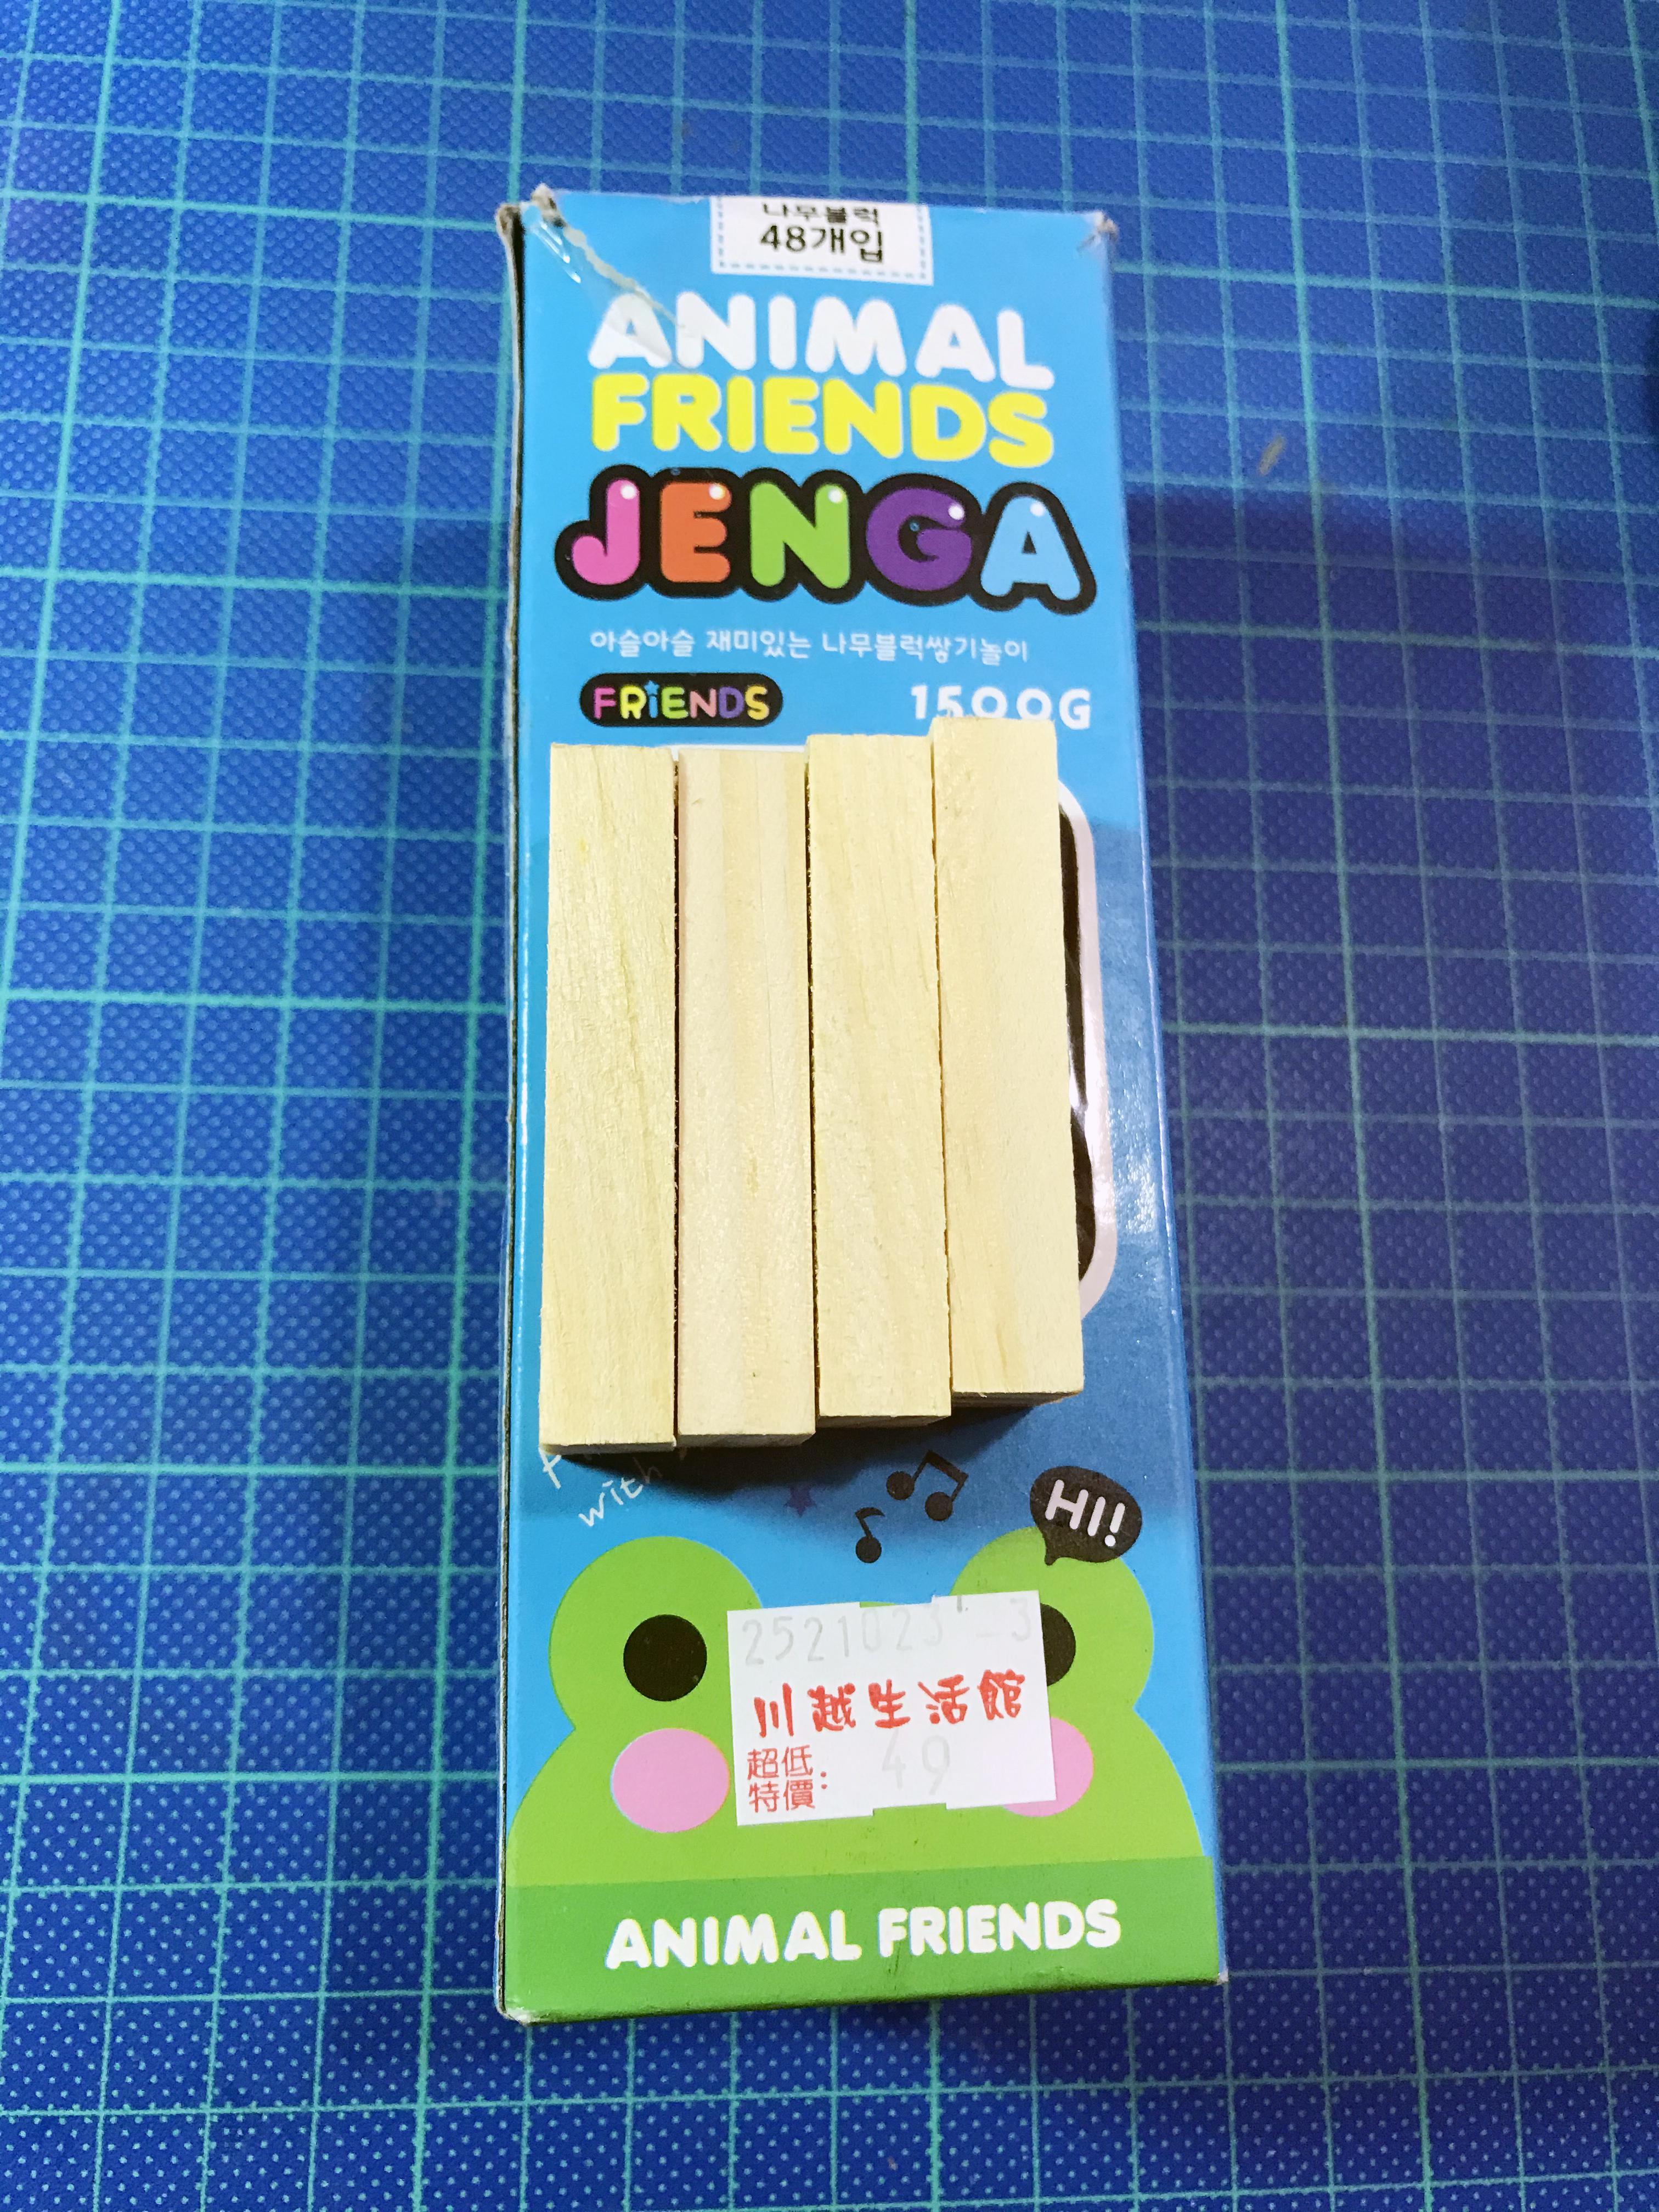 나무블럭
48개입
ANIMAL
FRIENDS
JENGA
아슬아슬 재미있는 나무블럭쌓기놀이
FRiENDS 1500G
with
HI!
川越生活館
超低
特價: 49
ANIMAL FRIENDS